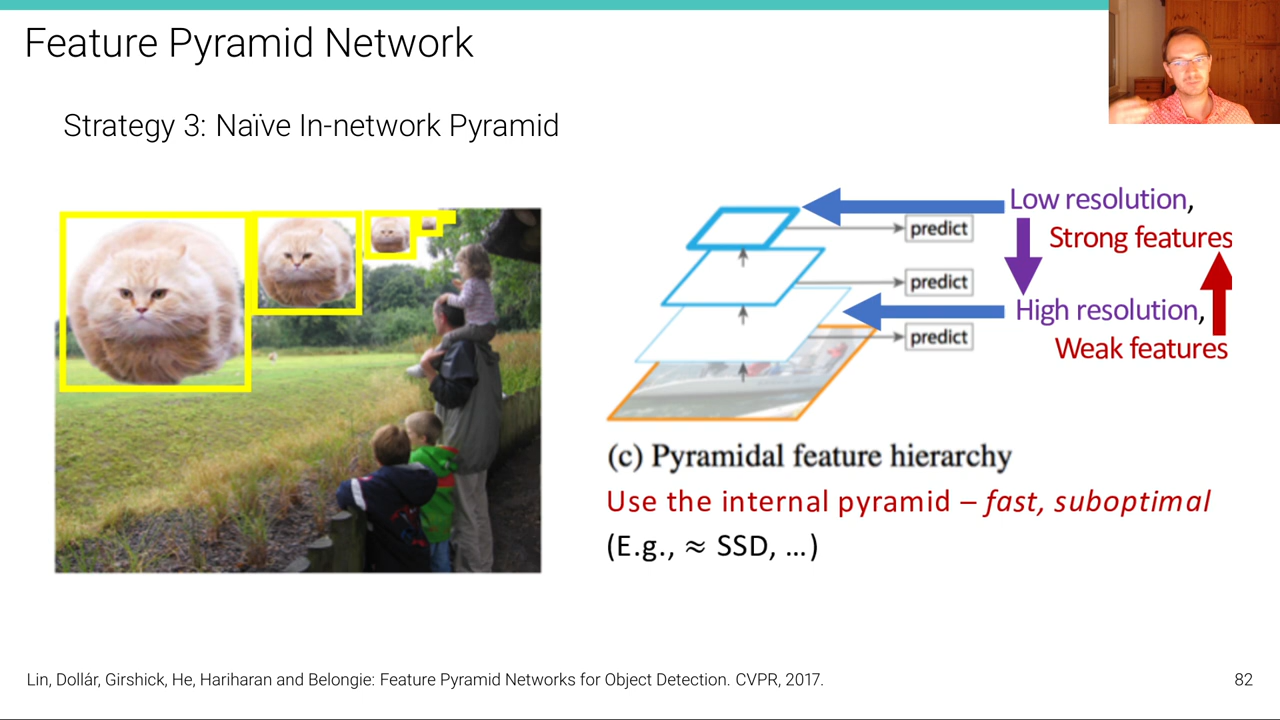 Feature Pyramid Network
Strategy 3: Naïve In-network Pyramid
Low resolution,
predict
Strong features
predict
High resolution,
predict
Weak features
(c) Pyramidal feature hierarchy
Use the internal pyramid – fast, suboptimal
(E.g., ≈ SSD, …)
Lin, Dollár, Girshick, He, Hariharan and Belongie: Feature Pyramid Networks for Object Detection. CVPR, 2017.
82